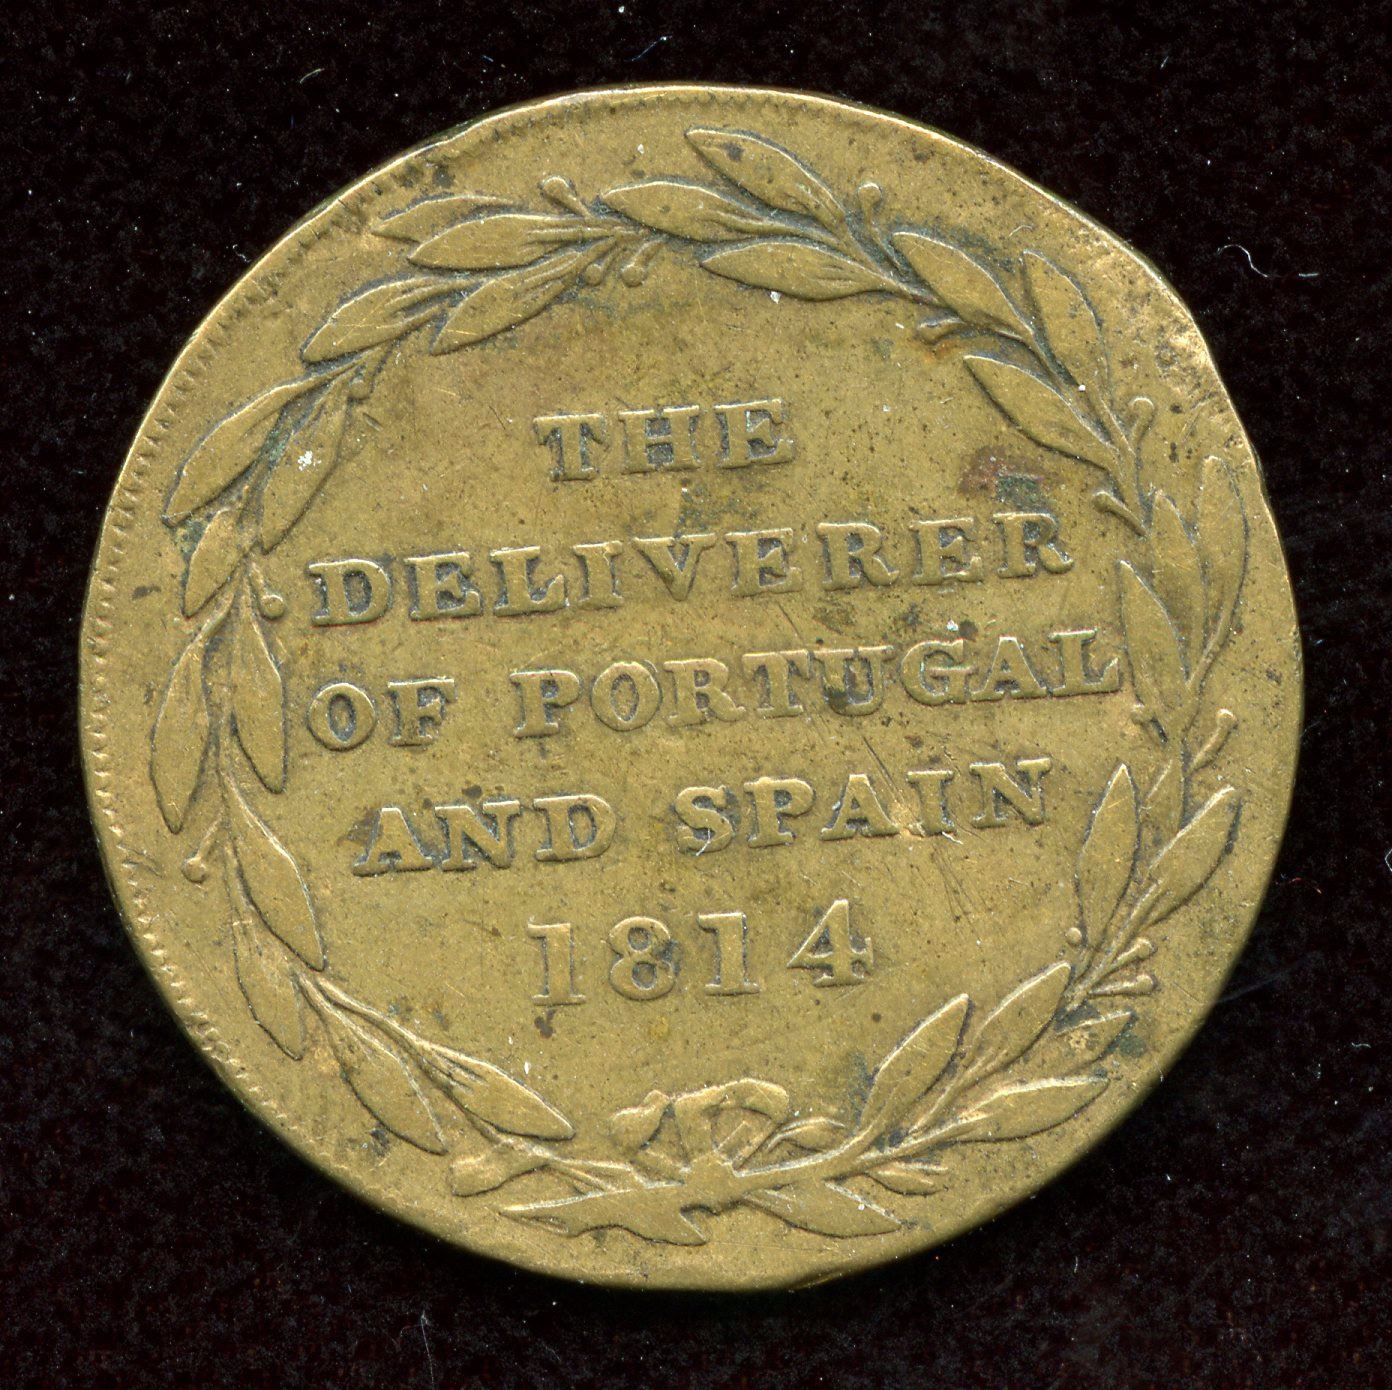 THE
DELIVERER
OF PORTUGAL
AND SPAIN
1814